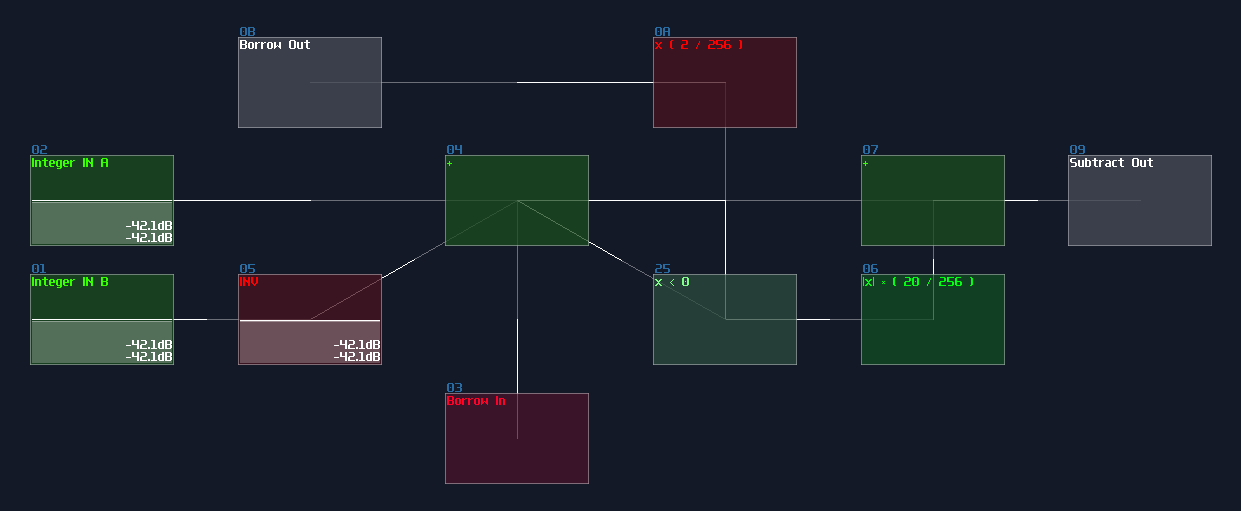 0B
Borrow Out
0A
x ( 2 / 256 )
02
Integer IN A
-42.1dB
-42.1dB
04
+
07
+
09
Subtract Out
01
Integer IN B
-42.1dB
-42.1dB
05
INV
-42.1dB
-42.1dB
25
x < 0
06
|x| × ( 20 / 256 )
03
Borrow In